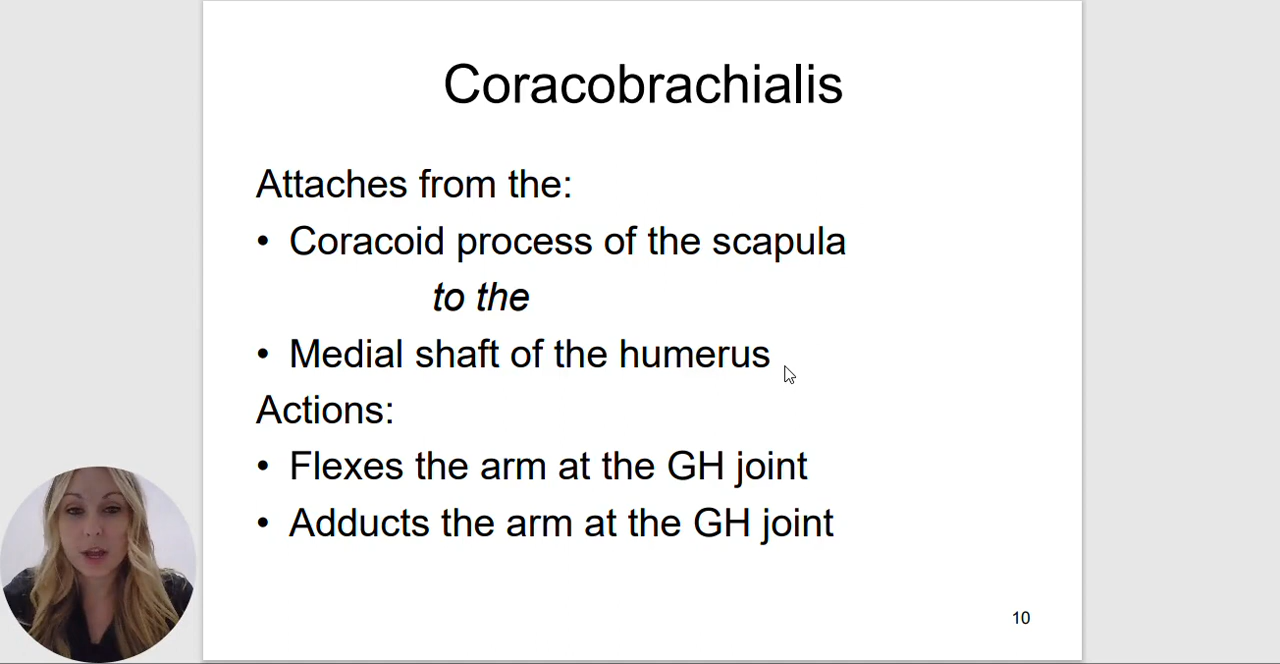 Coracobrachialis
Attaches from the:
• Coracoid process of the scapula
to the
• Medial shaft of the humerus
Actions:
• Flexes the arm at the GH joint
• Adducts the arm at the GH joint
10